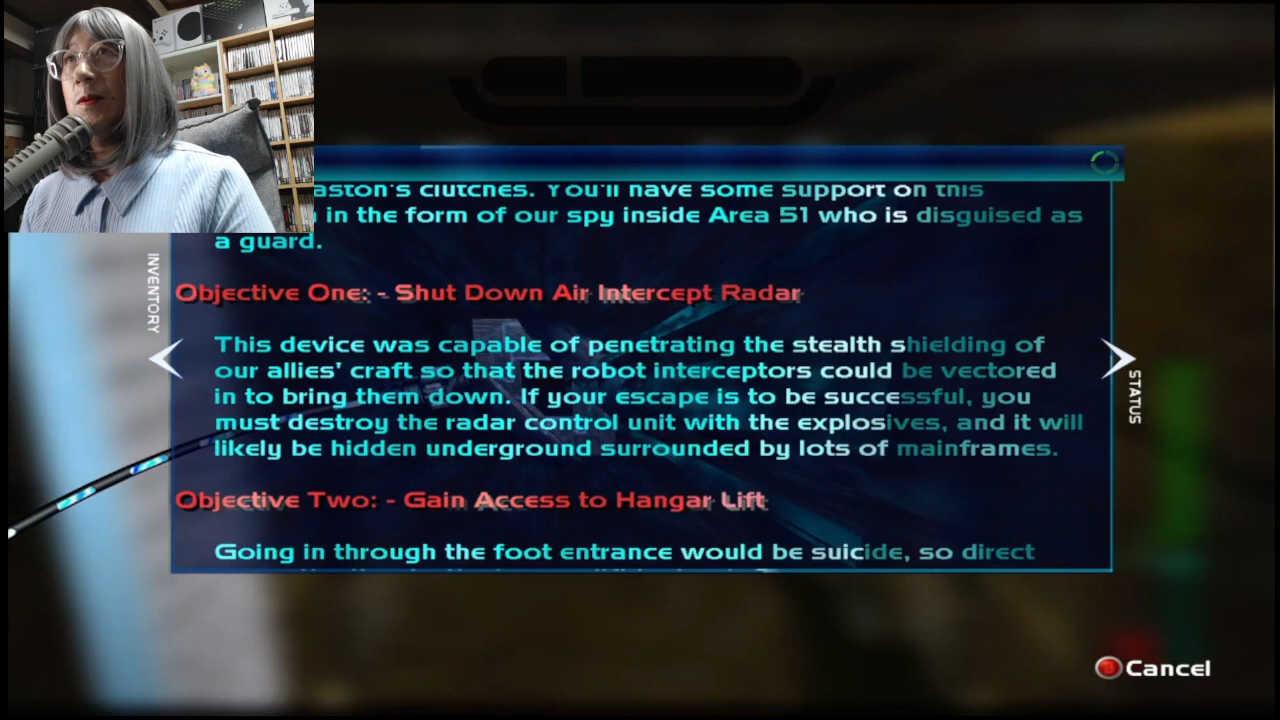 aston's clutches. You'll have some support on this
in the form of our spy inside Area 51 who is disguised as
a guard.
Objective One: - Shut Down Air Intercept Radar
INVENTORY
This device was capable of penetrating the stealth shielding of
our allies' craft so that the robot interceptors could be vectored
in to bring them down. If your escape is to be successful, you
must destroy the radar control unit with the explosives, and it will
likely be hidden underground surrounded by lots of mainframes.
STATUS
Objective Two: - Gain Access to Hangar Lift
Going in through the foot entrance would be suicide, so direct
B Cancel